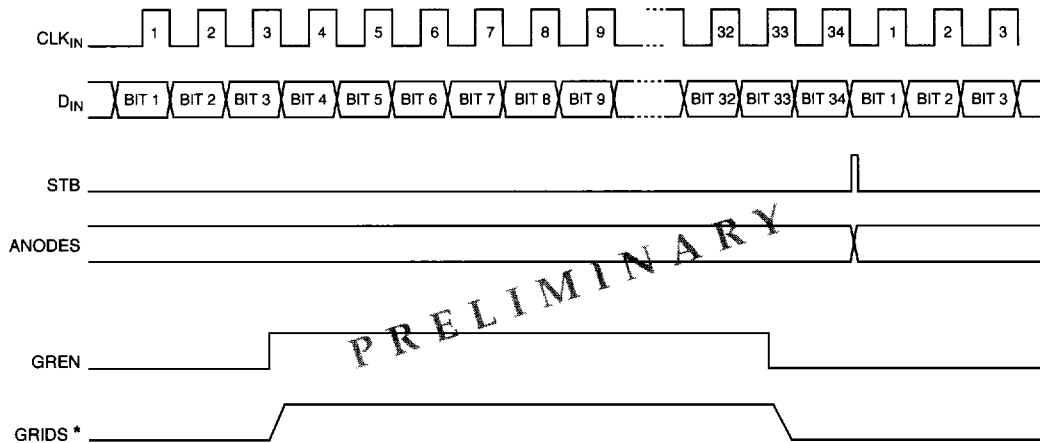 CLKIN 1 2 3 4 5 6 7 8 9 32 33 34 1 2 3
DIN BIT 1 BIT 2 BIT 3 BIT 4 BIT 5 BIT 6 BIT 7 BIT 8 BIT 9 BIT 32 BIT 33 BIT 34 BIT 1 BIT 2 BIT 3
STB
ANODES
PRELIMINARY
GREN
GRIDS *